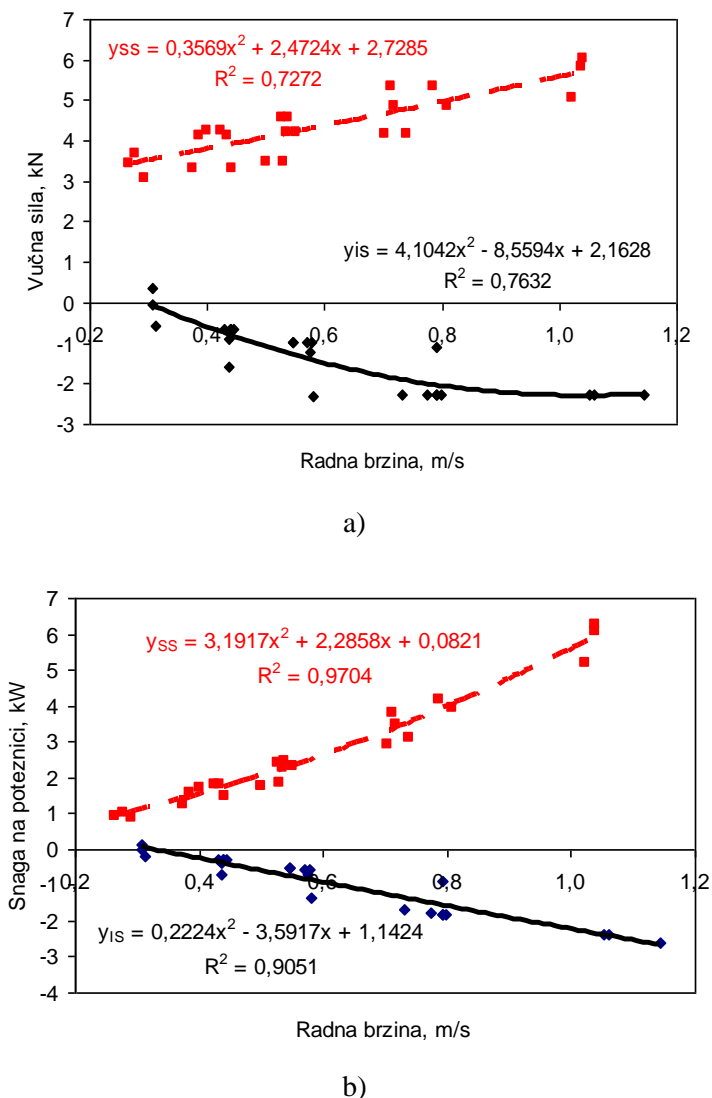 7
yss = 0,3569x² + 2,4724x + 2,7285
R² = 0,7272
6
5
4
3
2
1
0
-1
-2
-3
Vučna sila, kN
yis = 4,1042x² - 8,5594x + 2,1628
R² = 0,7632
0,2 0,4 0,6 0,8 1,0 1,2
Radna brzina, m/s
a)
7
6
5
4
3
2
1
0
-1
-2
-3
-4
Snaga na poteznici, kW
ySS = 3,1917x² + 2,2858x + 0,0821
R² = 0,9704
0,2 0,4 0,6 0,8 1,0 1,2
yIS = 0,2224x² - 3,5917x + 1,1424
R² = 0,9051
Radna brzina, m/s
b)